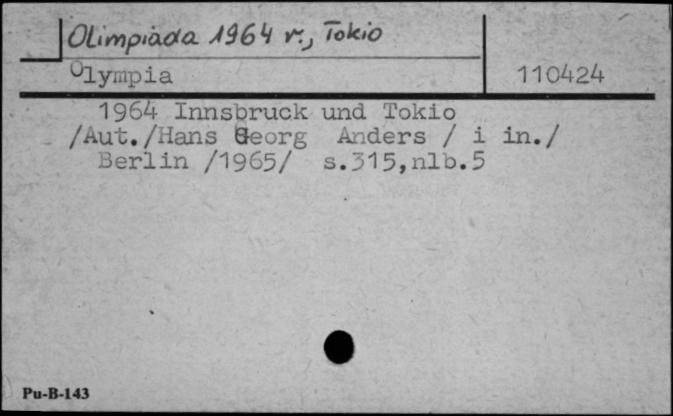 Olimpiada 1964 r., Tokio
Olympia
110424
1964 Innsbruck und Tokio
/Aut./Hans Georg Anders / i in./
Berlin /1965/ s.315,nlb.5
Pu-B-143